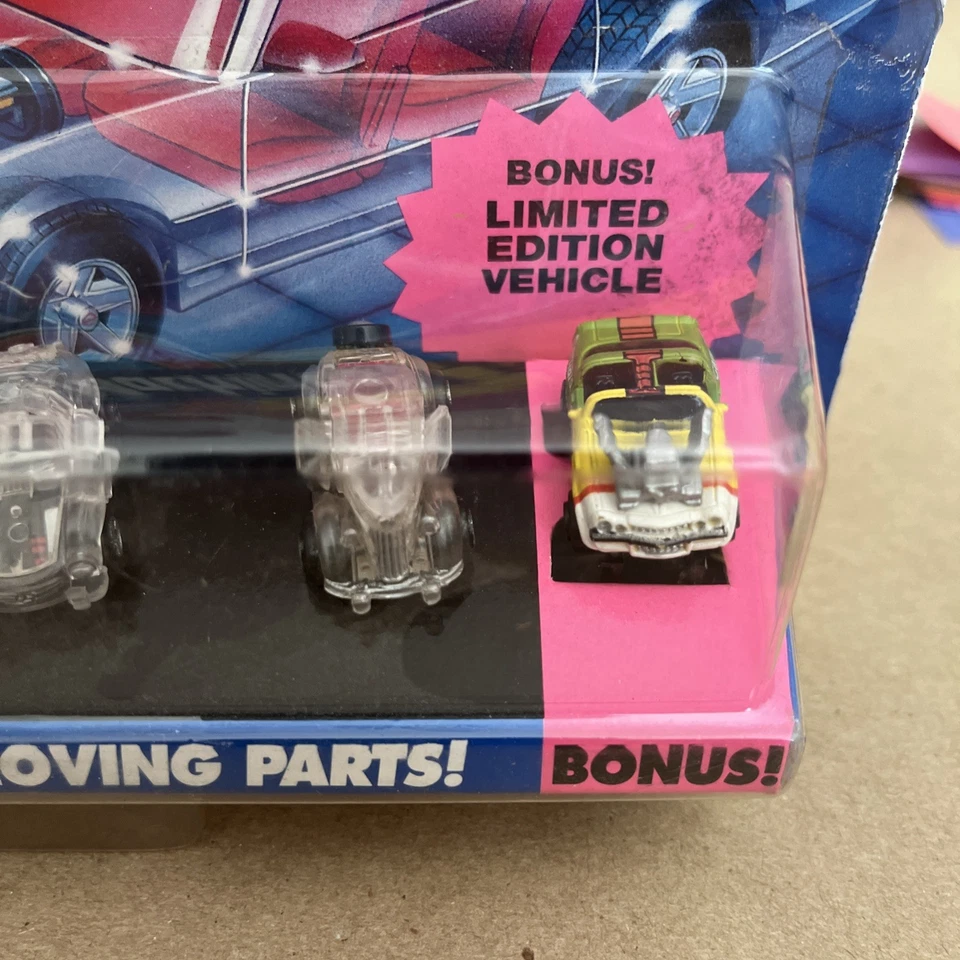 BONUS!
LIMITED
EDITION
VEHICLE
OVING PARTS!
BONUS!